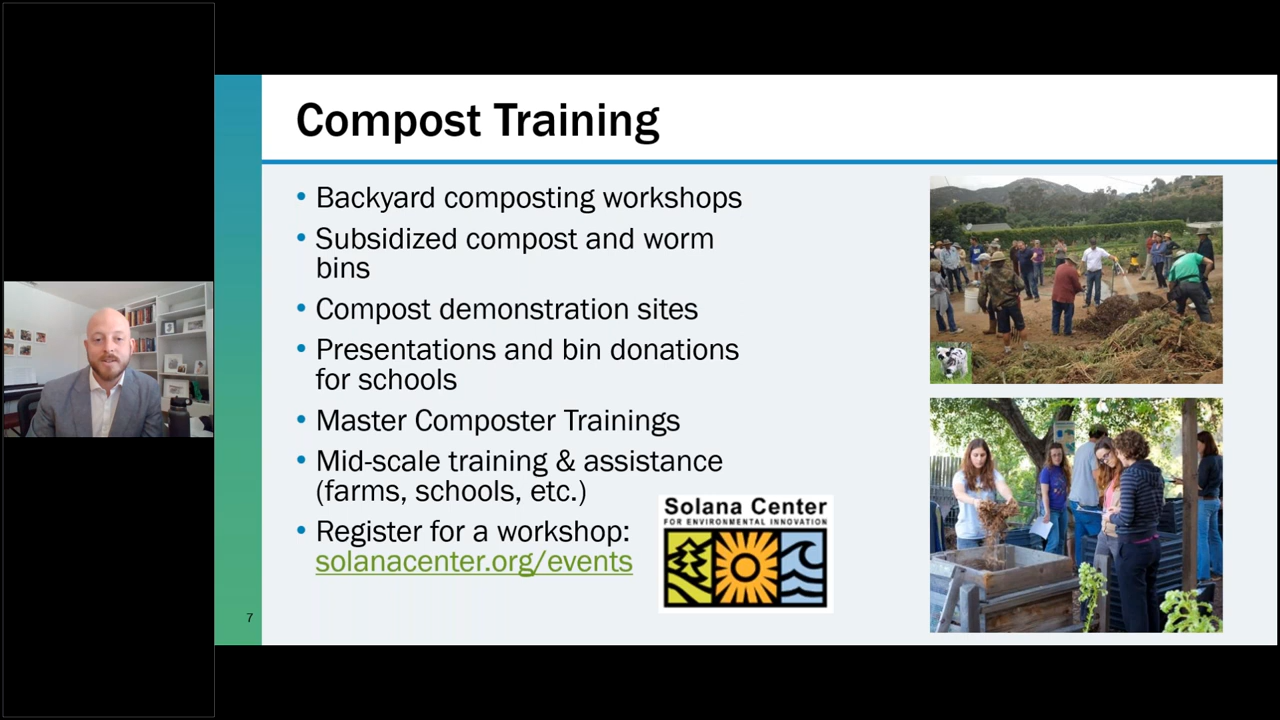 Compost Training
• Backyard composting workshops
• Subsidized compost and worm
bins
• Compost demonstration sites
• Presentations and bin donations
for schools
• Master Composter Trainings
• Mid-scale training & assistance
(farms, schools, etc.)
• Register for a workshop:
solanacenter.org/events
Solana Center
FOR ENVIRONMENTAL INNOVATION
7